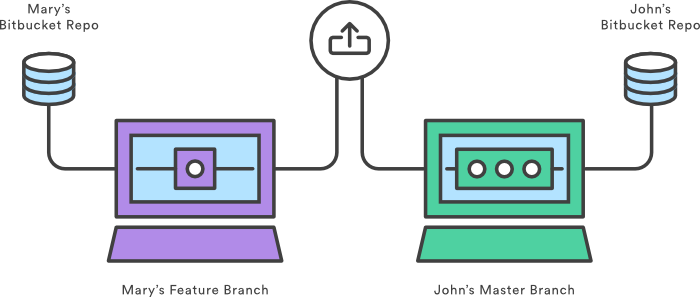 Mary’s
Bitbucket Repo
John’s
Bitbucket Repo
Mary’s Feature Branch
John’s Master Branch